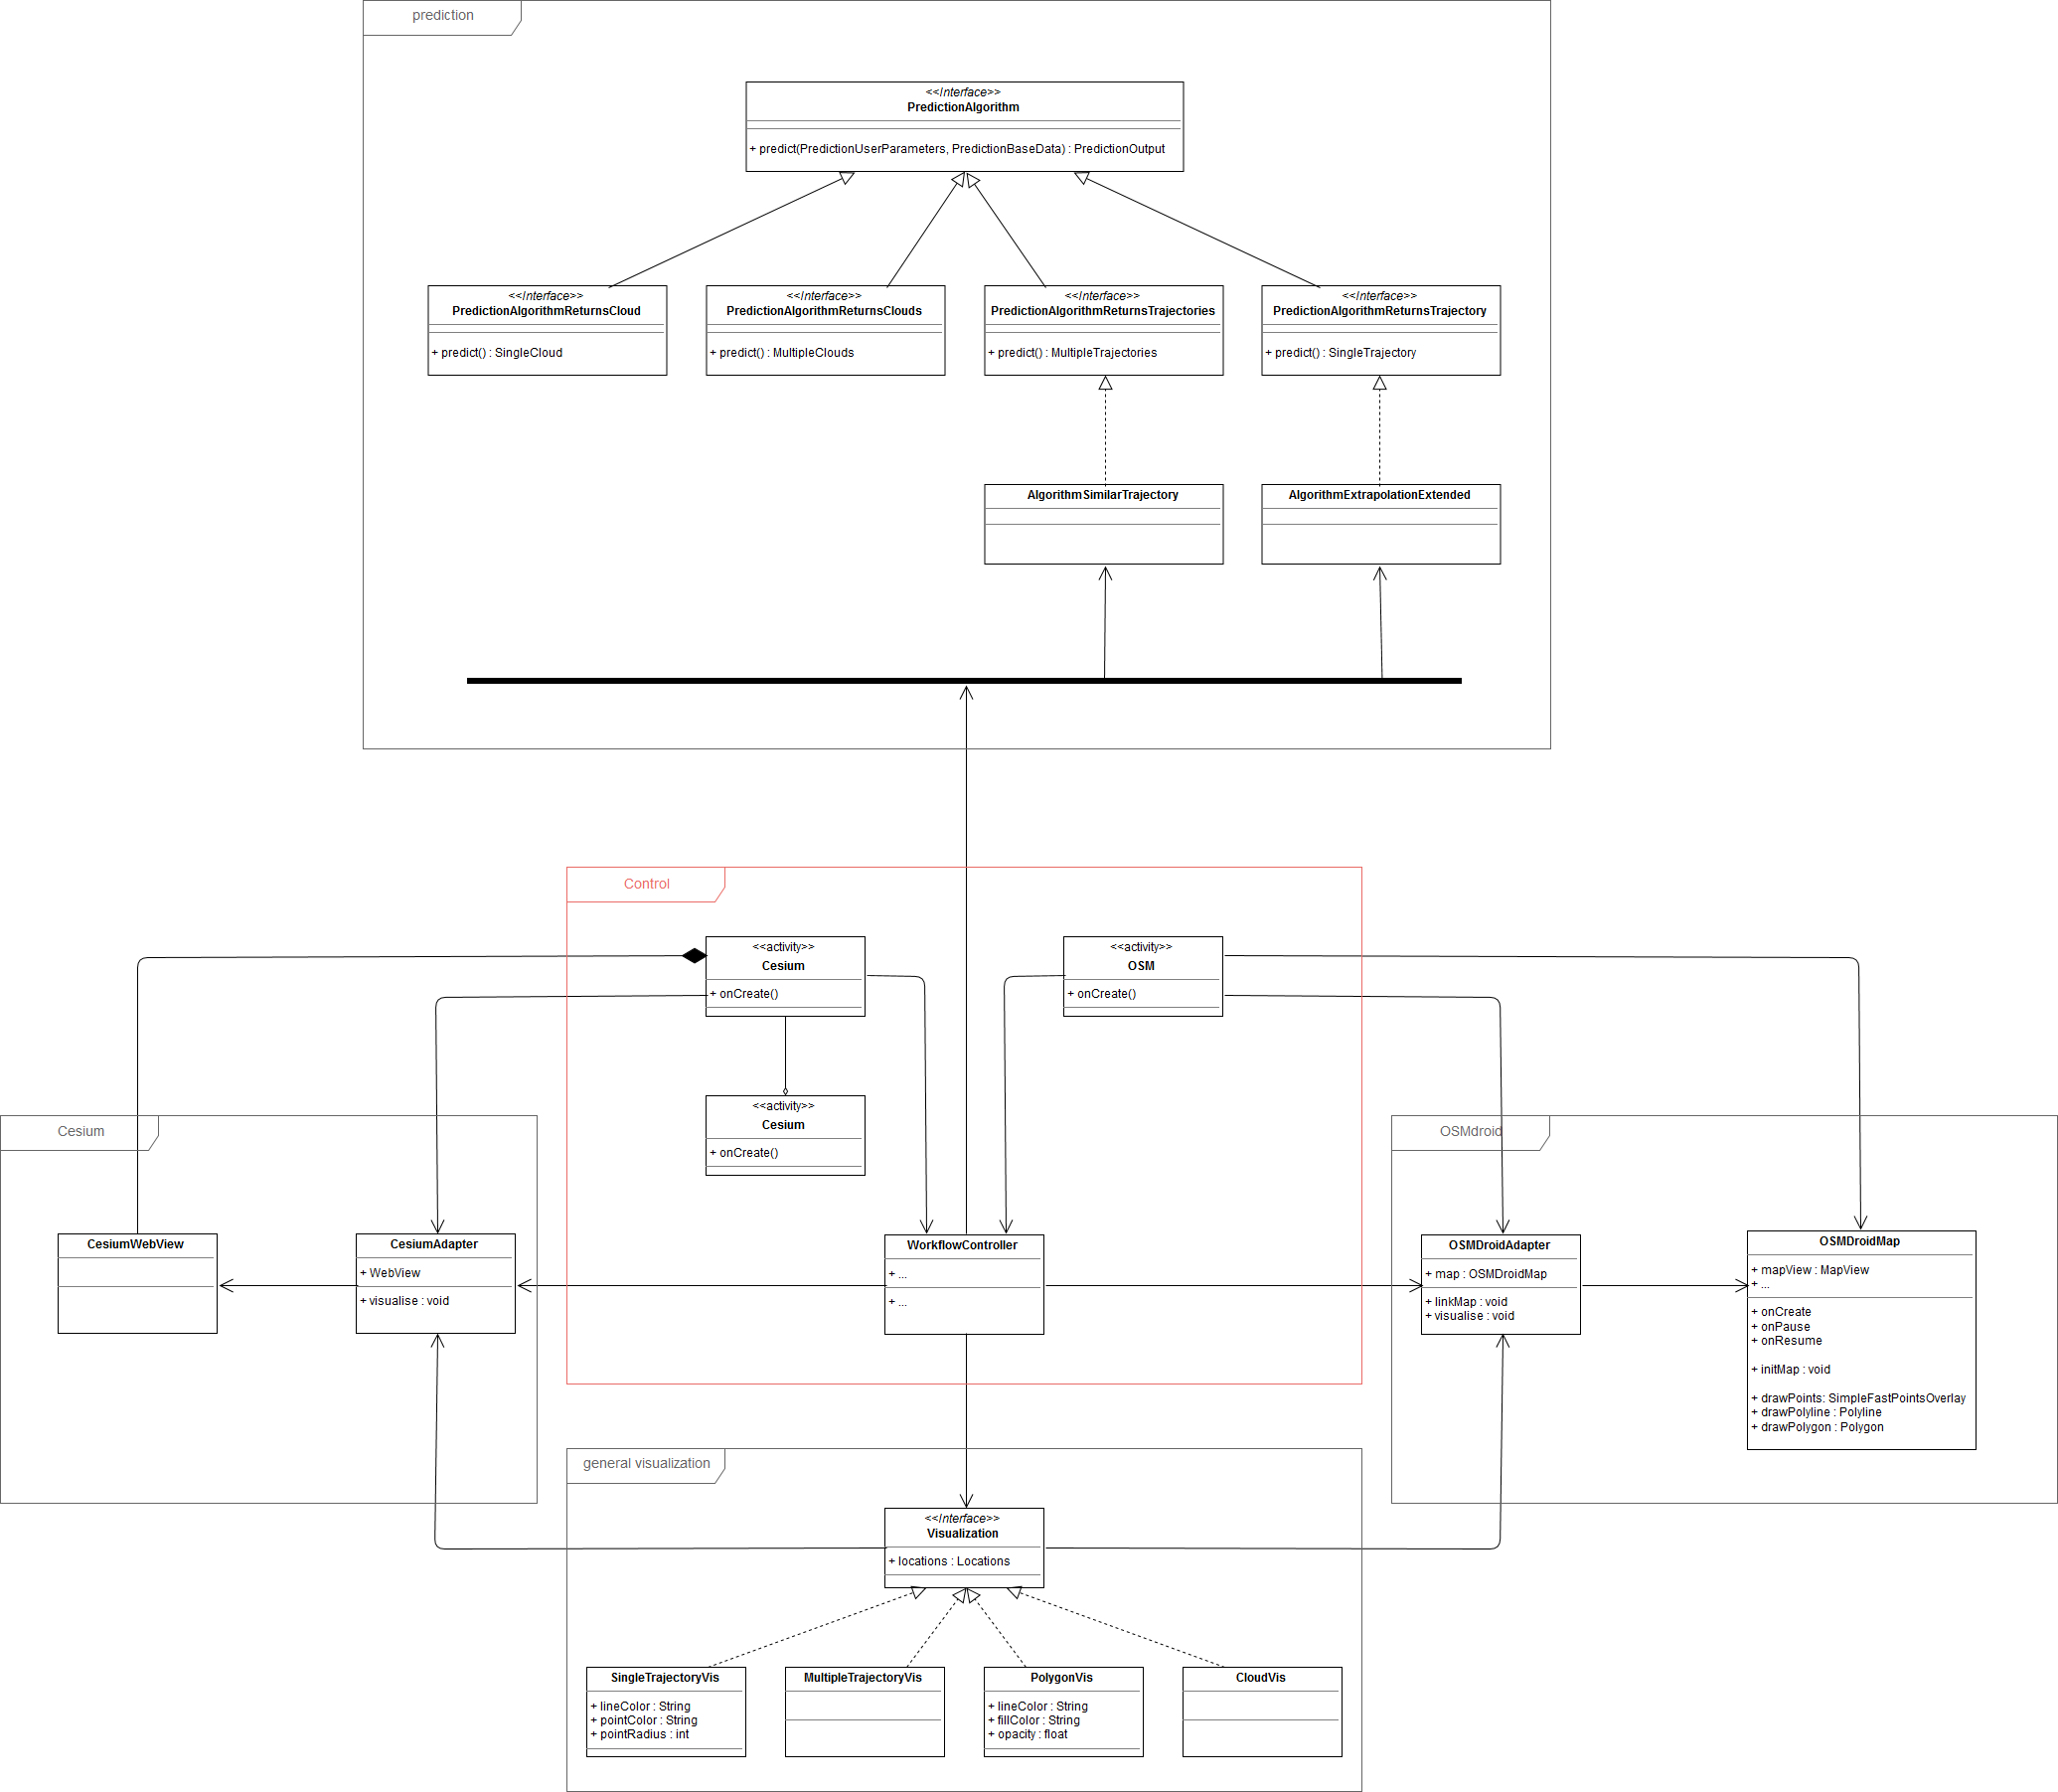 prediction
<<Interface>>
PredictionAlgorithm
+ predict(PredictionUserParameters, PredictionBaseData) : PredictionOutput
<<Interface>>
PredictionAlgorithmReturnsCloud
+ predict() : SingleCloud
<<Interface>>
PredictionAlgorithmReturnsClouds
+ predict() : MultipleClouds
<<Interface>>
PredictionAlgorithmReturnsTrajectories
+ predict() : MultipleTrajectories
<<Interface>>
PredictionAlgorithmReturnsTrajectory
+ predict() : SingleTrajectory
AlgorithmSimilarTrajectory
AlgorithmExtrapolationExtended
Control
<<activity>>
Cesium
+ onCreate()
<<activity>>
OSM
+ onCreate()
<<activity>>
Cesium
+ onCreate()
Cesium
OSMdroid
CesiumWebView
CesiumAdapter
+ WebView
+ visualise : void
WorkflowController
+ ...
+ ...
OSMDroidAdapter
+ map : OSMDroidMap
+ linkMap : void
+ visualise : void
OSMDroidMap
+ mapView : MapView
+ ...
+ onCreate
+ onPause
+ onResume
+ initMap : void
+ drawPoints: SimpleFastPointsOverlay
+ drawPolyline : Polyline
+ drawPolygon : Polygon
general visualization
<<Interface>>
Visualization
+ locations : Locations
SingleTrajectoryVis
+ lineColor : String
+ pointColor : String
+ pointRadius : int
MultipleTrajectoryVis
PolygonVis
+ lineColor : String
+ fillColor : String
+ opacity : float
CloudVis